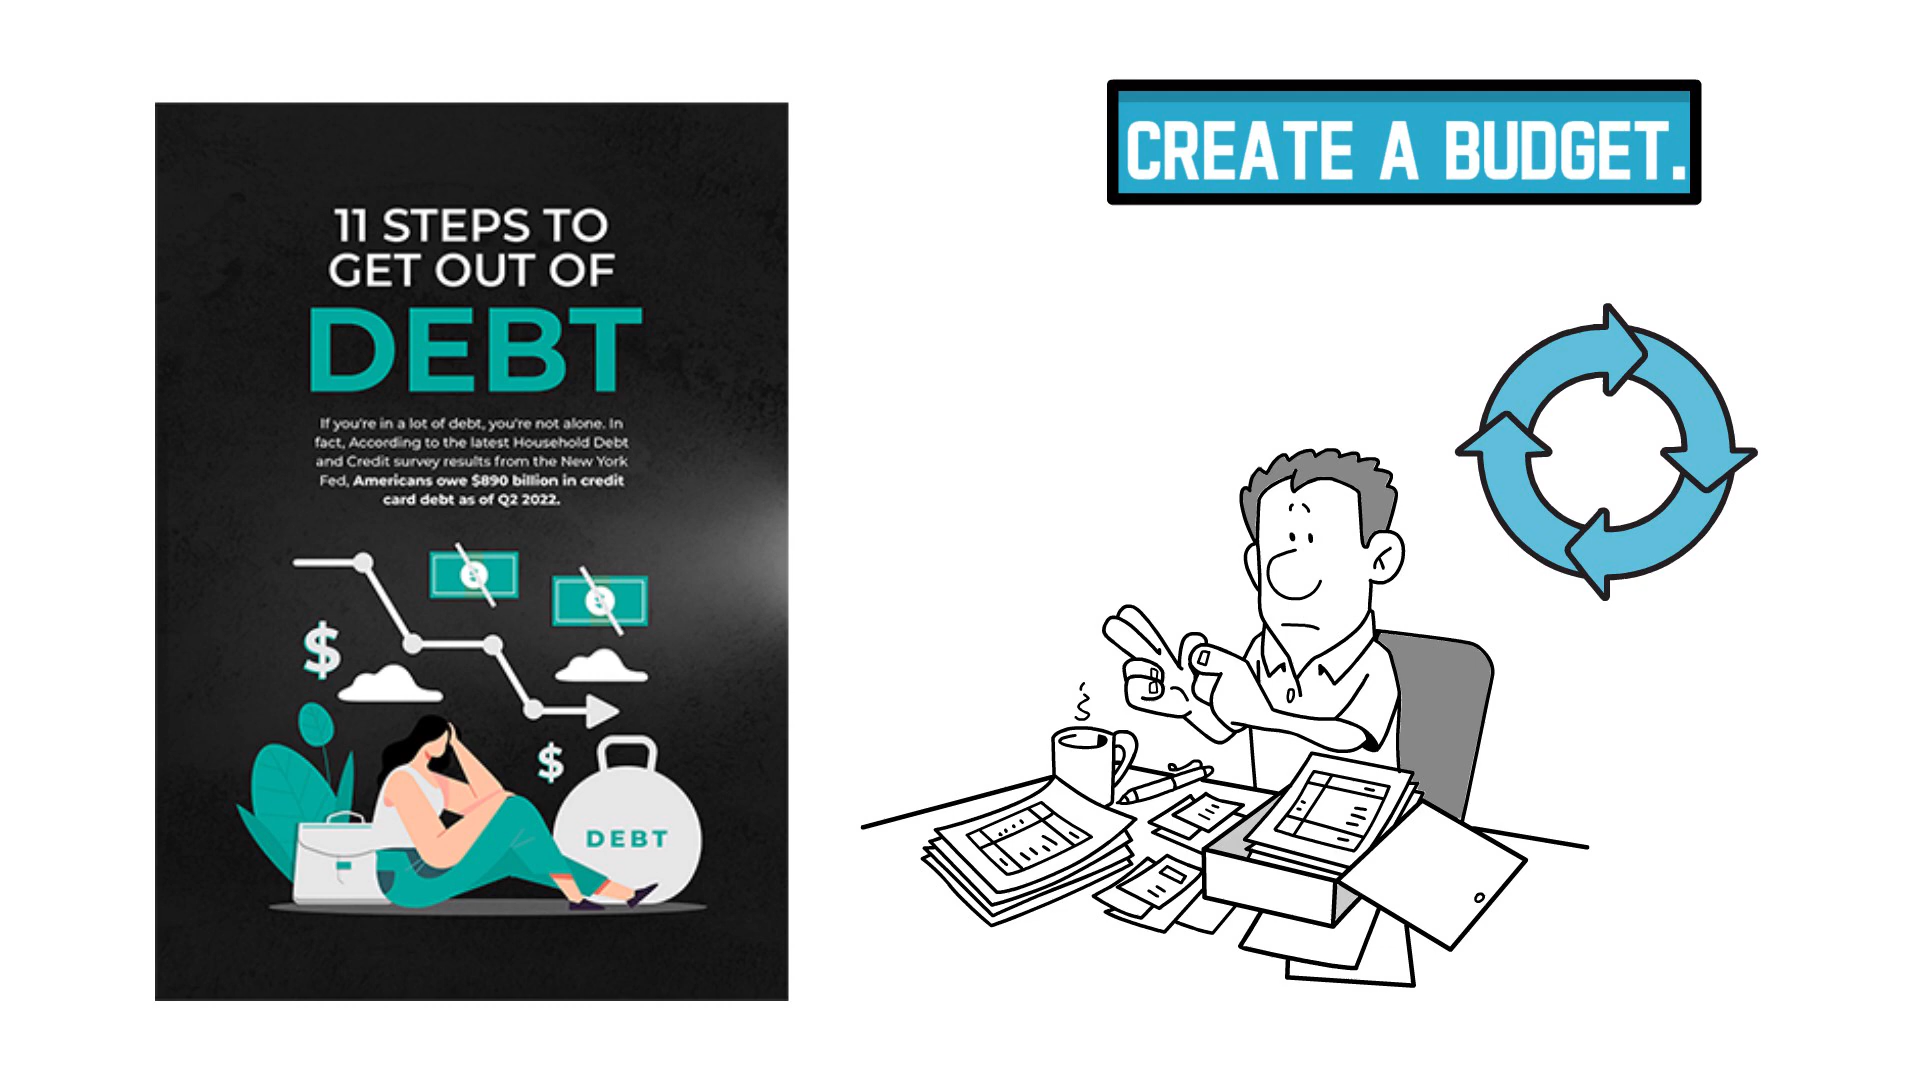 11 STEPS TO
GET OUT OF
DEBT
If you're in a lot of debt, you're not alone. In
fact, According to the latest Household Debt
and Credit survey results from the New York
Fed, Americans owe $890 billion in credit
card debt as of Q2 2022.
$
$
$
$
DEBT
CREATE A BUDGET.